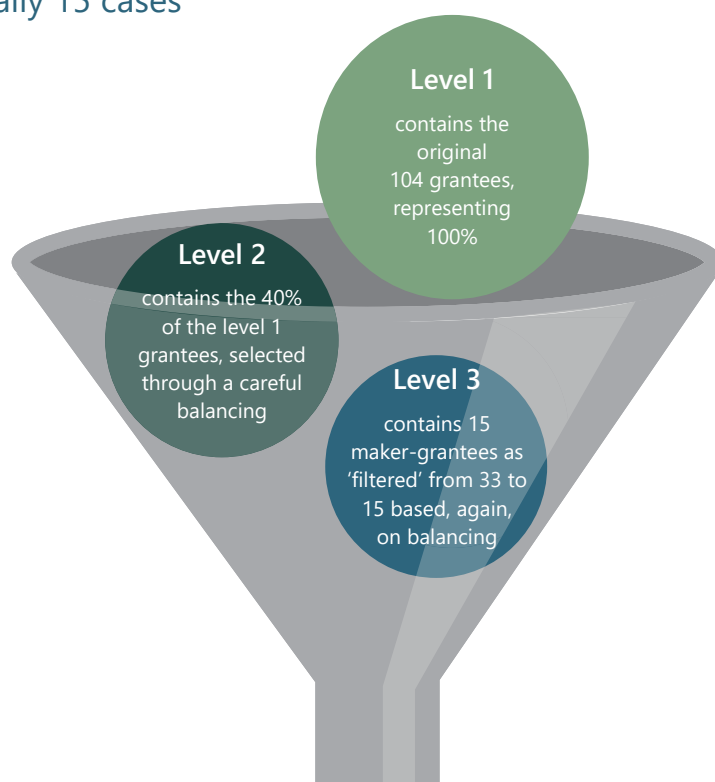 15 cases
Level 1
contains the
original
104 grantees,
representing
100%
Level 2
contains the 40%
of the level 1
grantees, selected
through a careful
balancing
Level 3
contains 15
maker-grantees as
‘filtered’ from 33 to
15 based, again,
on balancing